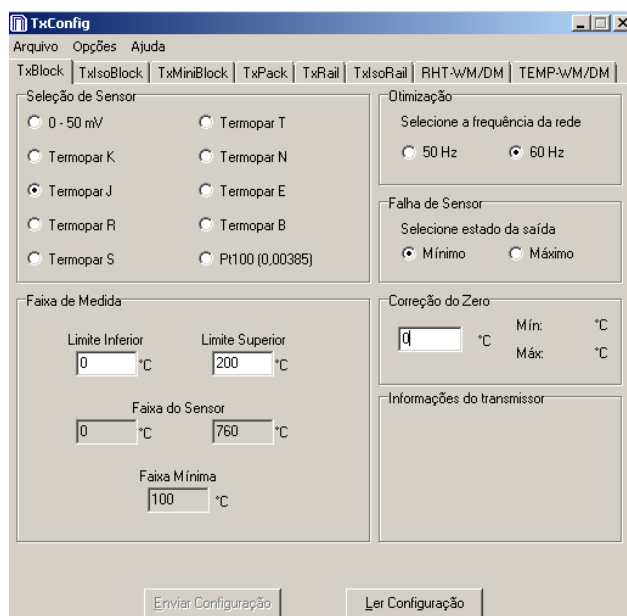 TxConfig
Arquivo Opções Ajuda
TxBlock TxIsoBlock TxMiniBlock TxPack TxRail TxIsoRail RHT-WM/DM TEMP-WM/DM
Seleção de Sensor
0 - 50 mV Termopar T
Termopar K Termopar N
Termopar J Termopar E
Termopar R Termopar B
Termopar S Pt100 (0,00385)
Otimização
Selecione a frequência da rede
50 Hz 60 Hz
Falha de Sensor
Selecione estado da saída
Mínimo Máximo
Faixa de Medida
Limite Inferior Limite Superior
0 °C 200 °C
Faixa do Sensor
0 °C 760 °C
Faixa Mínima
100 °C
Correção do Zero
0 °C Mín: °C
Máx: °C
Informações do transmissor
Enviar Configuração Ler Configuração